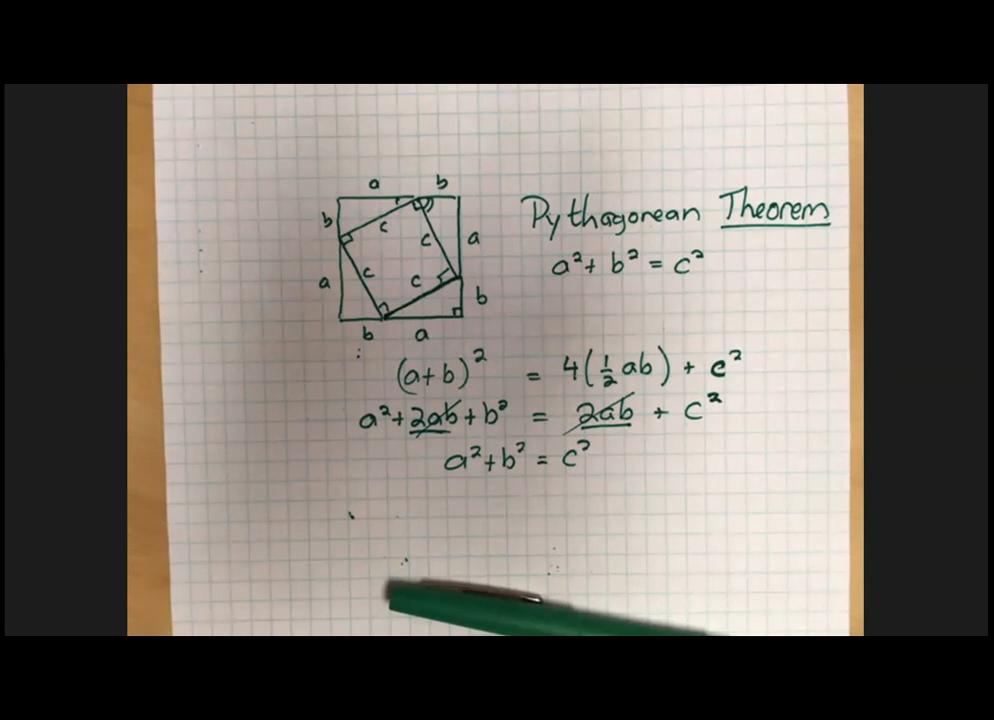 a b
b c c a
a c c b
b a
Pythagorean Theorem
a² + b² = c²
(a+b)² = 4(½ab) + c²
a² + 2ab + b² = 2ab + c²
a² + b² = c²